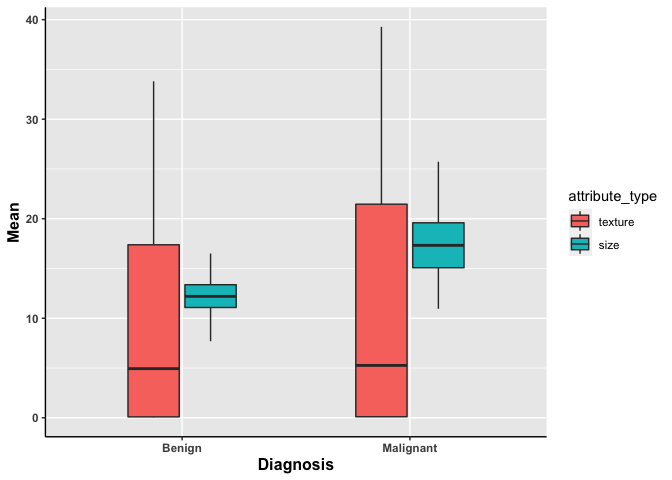 40
30
20
10
0
Mean
Benign
Malignant
Diagnosis
attribute_type
texture
size